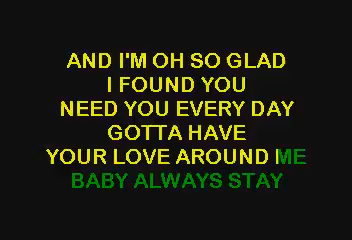 AND I'M OH SO GLAD
I FOUND YOU
NEED YOU EVERY DAY
GOTTA HAVE
YOUR LOVE AROUND ME
BABY ALWAYS STAY